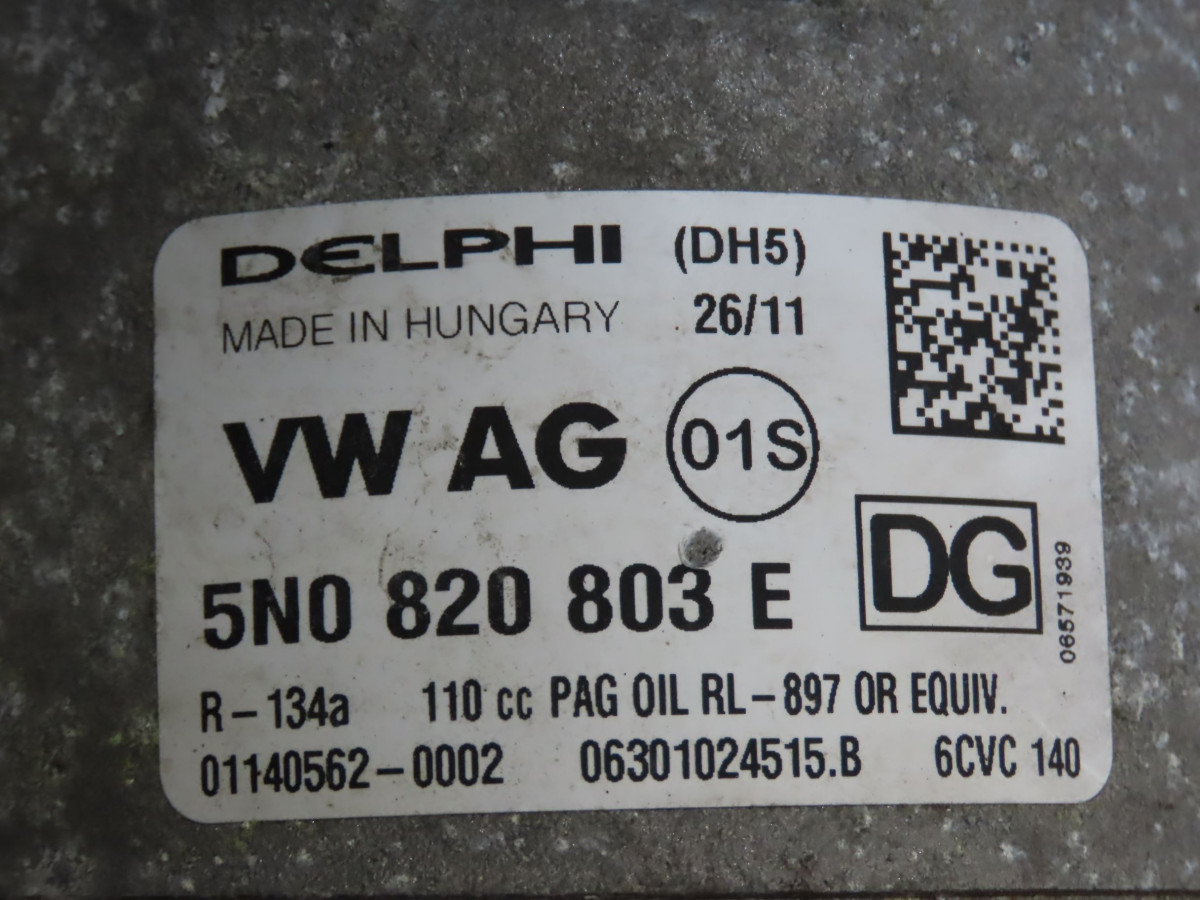 DELPHI (DH5)
MADE IN HUNGARY 26/11
VW AG 01S
DG
5N0 820 803 E
06571939
R-134a 110 cc PAG OIL RL-897 OR EQUIV.
01140562-0002 06301024515.B 6CVC 140